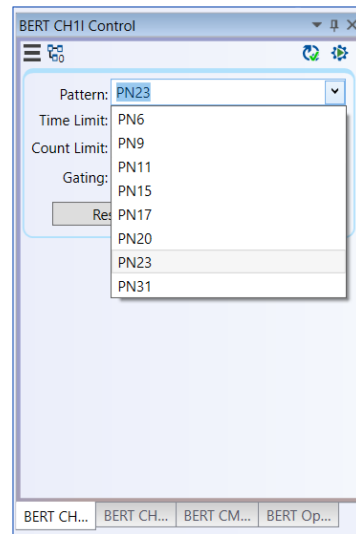 BERT CH1I Control
Pattern: PN23
Time Limit: PN6
Count Limit: PN9
PN11
Gating: PN15
Res PN17
PN20
PN23
PN31
BERT CH... BERT CH... BERT CM... BERT Op...